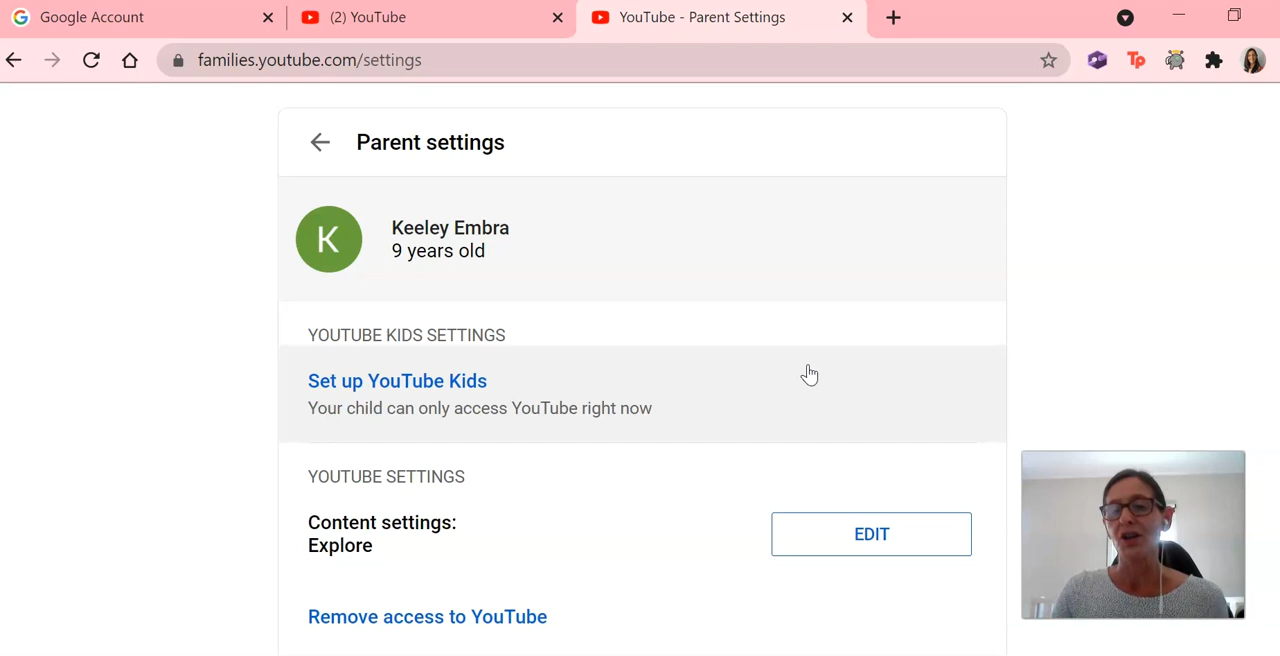 Google Account
(2) YouTube
YouTube - Parent Settings
families.youtube.com/settings
Tp
Parent settings
K
Keeley Embra
9 years old
YOUTUBE KIDS SETTINGS
Set up YouTube Kids
Your child can only access YouTube right now
YOUTUBE SETTINGS
Content settings:
Explore
EDIT
Remove access to YouTube